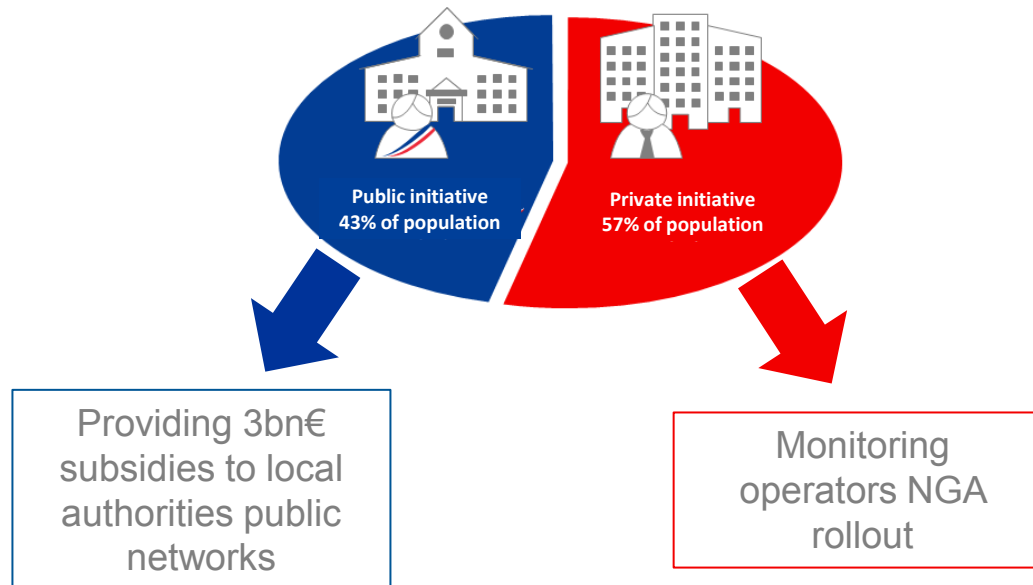 Public initiative
43% of population
Private initiative
57% of population
Providing 3bn€
subsidies to local
authorities public
networks
Monitoring
operators NGA
rollout